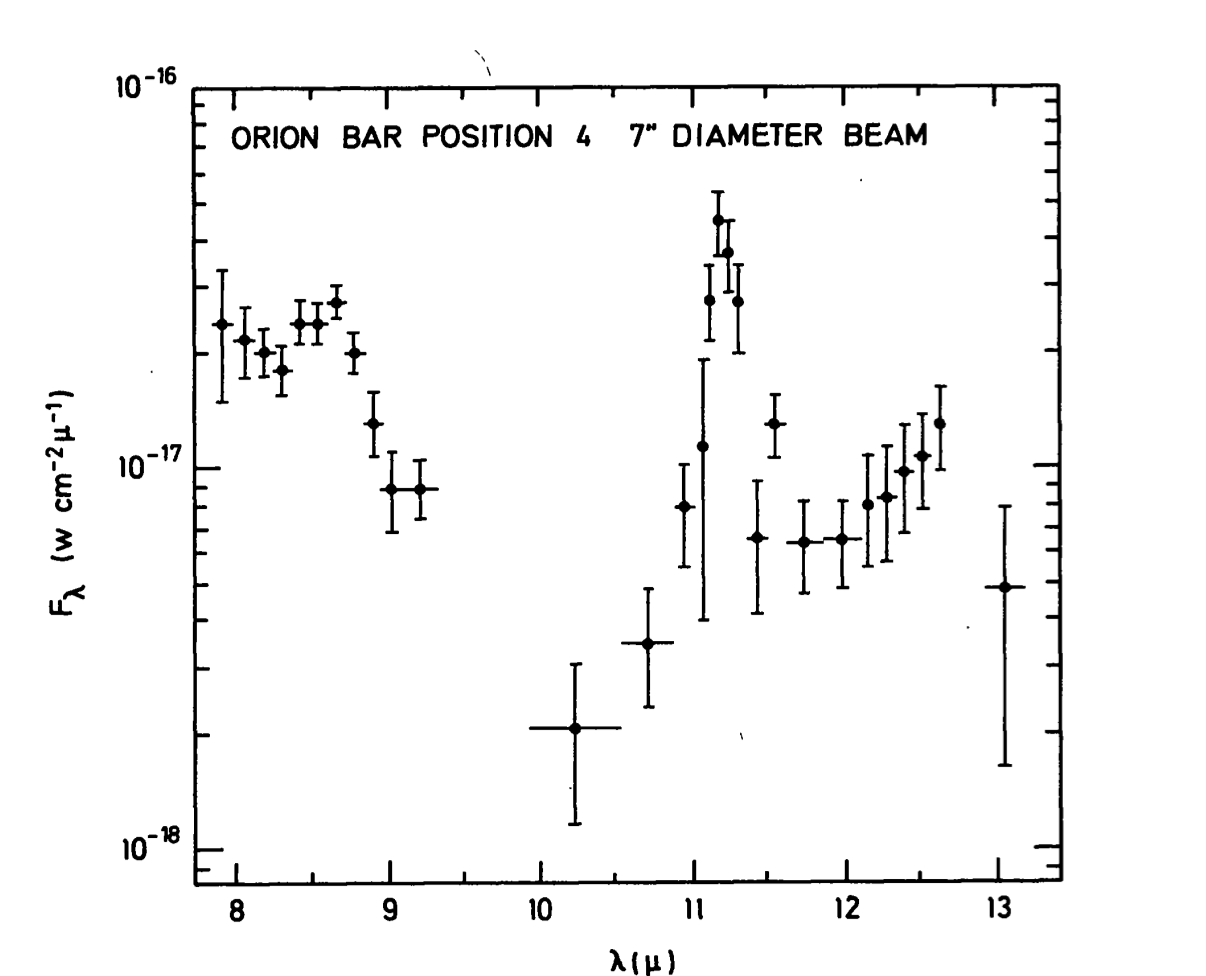 10⁻¹⁶
ORION BAR POSITION 4 7" DIAMETER BEAM
10⁻¹⁷
10⁻¹⁸
F_λ (w cm⁻² μ⁻¹)
8 9 10 11 12 13
λ(μ)